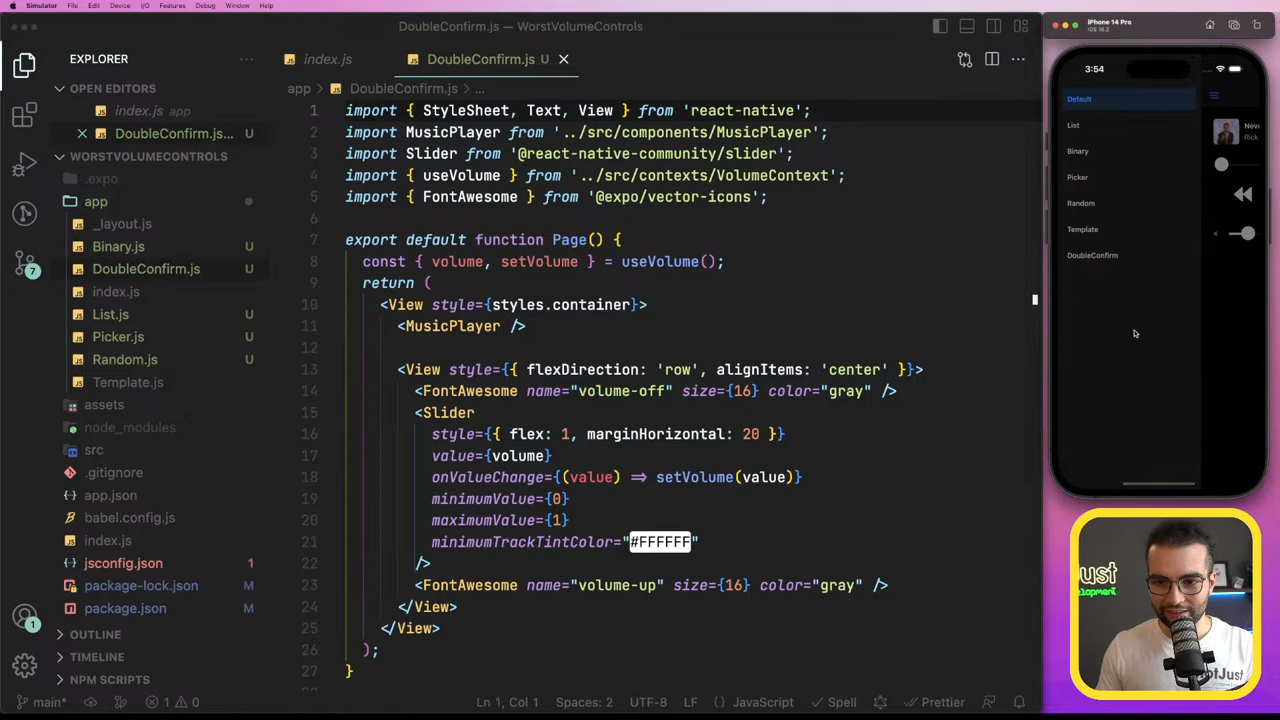 Simulator File Edit View Device I/O Features Debug Window Help
DoubleConfirm.js — WorstVolumeControls
EXPLORER
OPEN EDITORS
index.js app
DoubleConfirm.js... U
WORSTVOLUMECONTROLS
.expo
app
_layout.js
Binary.js U
DoubleConfirm.js U
index.js
List.js U
Picker.js U
Random.js U
Template.js
assets
node_modules
src
.gitignore
app.json
babel.config.js
index.js
jsconfig.json 1
package-lock.json M
package.json M
OUTLINE
TIMELINE
NPM SCRIPTS
7
1
index.js
DoubleConfirm.js U
app > DoubleConfirm.js > ...
1 import { StyleSheet, Text, View } from 'react-native';
2 import MusicPlayer from '../src/components/MusicPlayer';
3 import Slider from '@react-native-community/slider';
4 import { useVolume } from '../src/contexts/VolumeContext';
5 import { FontAwesome } from '@expo/vector-icons';
6
7 export default function Page() {
8 const { volume, setVolume } = useVolume();
9 return (
10 <View style={styles.container}>
11 <MusicPlayer />
12
13 <View style={{ flexDirection: 'row', alignItems: 'center' }}>
14 <FontAwesome name="volume-off" size={16} color="gray" />
15 <Slider
16 style={{ flex: 1, marginHorizontal: 20 }}
17 value={volume}
18 onValueChange={(value) => setVolume(value)}
19 minimumValue={0}
20 maximumValue={1}
21 minimumTrackTintColor="#FFFFFF"
22 />
23 <FontAwesome name="volume-up" size={16} color="gray" />
24 </View>
25 </View>
26 );
27 }
main* 1 0 Ln 1, Col 1 Spaces: 2 UTF-8 LF JavaScript Spell Prettier
iPhone 14 Pro
iOS 16.2
3:54
Default
List
Binary
Picker
Random
Template
DoubleConfirm
Neve
Rick